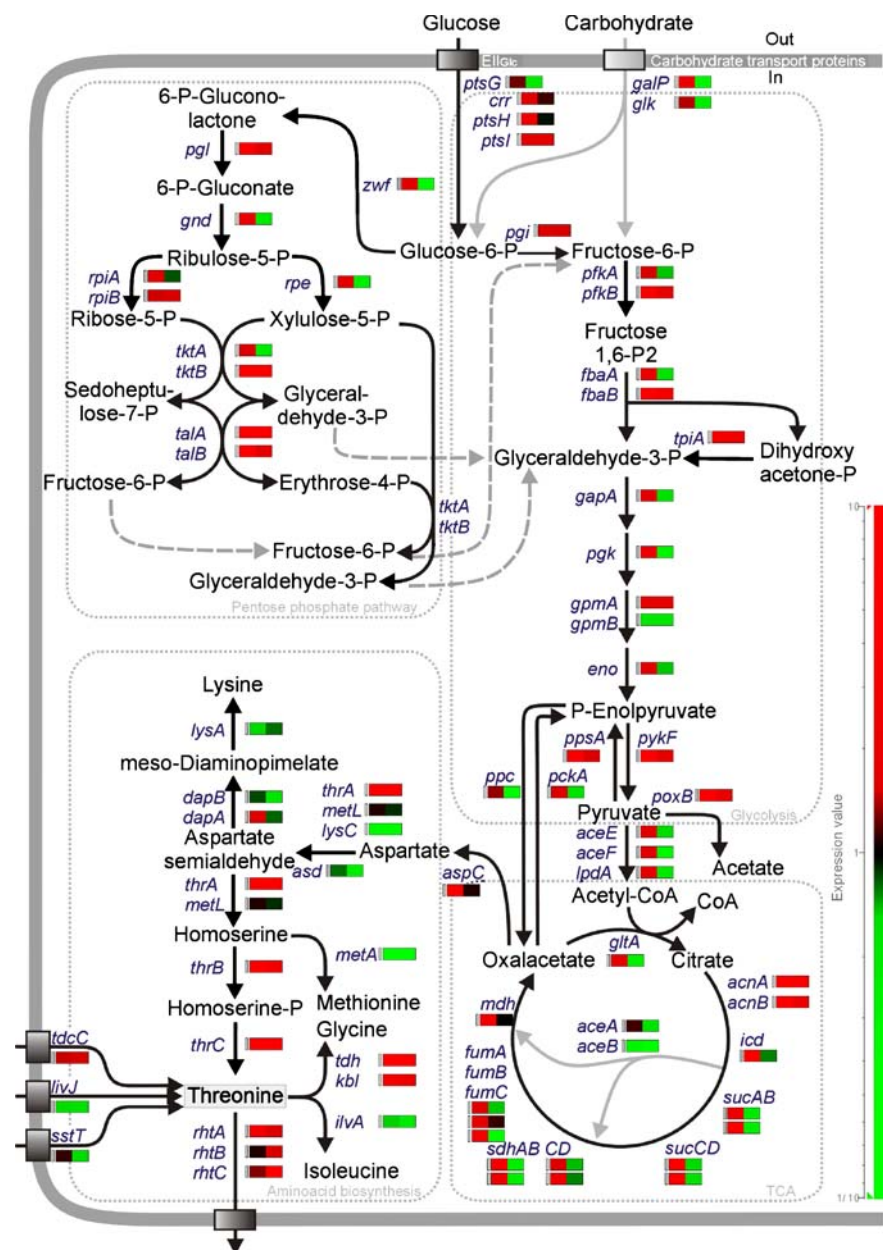 Glucose
Carbohydrate
Out
EIIGlc
Carbohydrate transport proteins
In
ptsG
crr
ptsH
ptsI
galP
glk
6-P-Glucono-
lactone
pgl
6-P-Gluconate
zwf
gnd
Ribulose-5-P
Glucose-6-P
pgi
Fructose-6-P
rpiA
rpiB
rpe
pfkA
pfkB
Ribose-5-P
Xylulose-5-P
Fructose
1,6-P2
tktA
tktB
fbaA
fbaB
Sedoheptu-
lose-7-P
Glyceral-
dehyde-3-P
talA
talB
tpiA
Glyceraldehyde-3-P
Dihydroxy
acetone-P
Fructose-6-P
Erythrose-4-P
gapA
tktA
tktB
Fructose-6-P
Glyceraldehyde-3-P
Pentose phosphate pathway
pgk
gpmA
gpmB
eno
P-Enolpyruvate
ppsA
pykF
ppc
pckA
poxB
Pyruvate
Glycolysis
aceE
aceF
lpdA
Acetate
Acetyl-CoA
CoA
Lysine
lysA
meso-Diaminopimelate
dapB
dapA
thrA
metL
lysC
Aspartate
semialdehyde
asd
Aspartate
aspC
thrA
metL
Homoserine
metA
thrB
Homoserine-P
Methionine
Glycine
thrC
tdh
kbl
tdcC
livJ
sstT
Threonine
ilvA
rhtA
rhtB
rhtC
Isoleucine
Aminoacid biosynthesis
gltA
Oxalacetate
Citrate
acnA
acnB
mdh
aceA
aceB
icd
fumA
fumB
fumC
sucAB
sdhAB
CD
sucCD
TCA
10
Expression value
1
1/10